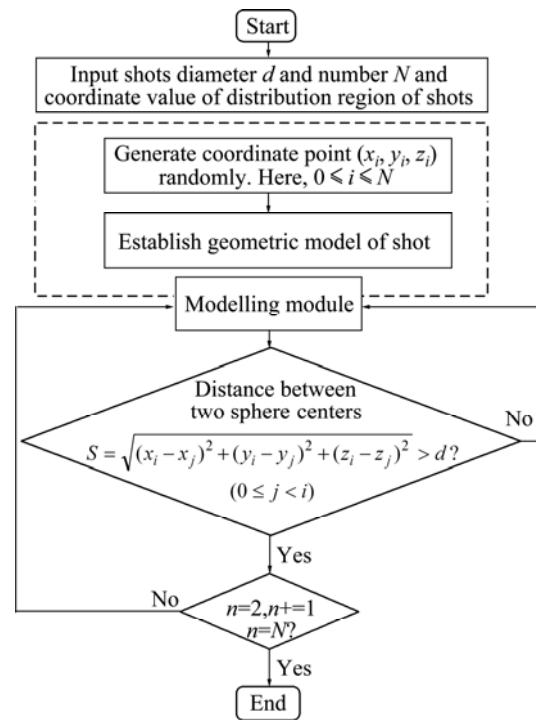 Start
Input shots diameter d and number N and
coordinate value of distribution region of shots
Generate coordinate point (xᵢ, yᵢ, zᵢ)
randomly. Here, 0 ⩽ i ⩽ N
Establish geometric model of shot
Modelling module
Distance between
two sphere centers
No
S = √((xᵢ − xⱼ)² + (yᵢ − yⱼ)² + (zᵢ − zⱼ)²) > d?
(0 ≤ j < i)
Yes
No
n=2,n+=1
n=N?
Yes
End